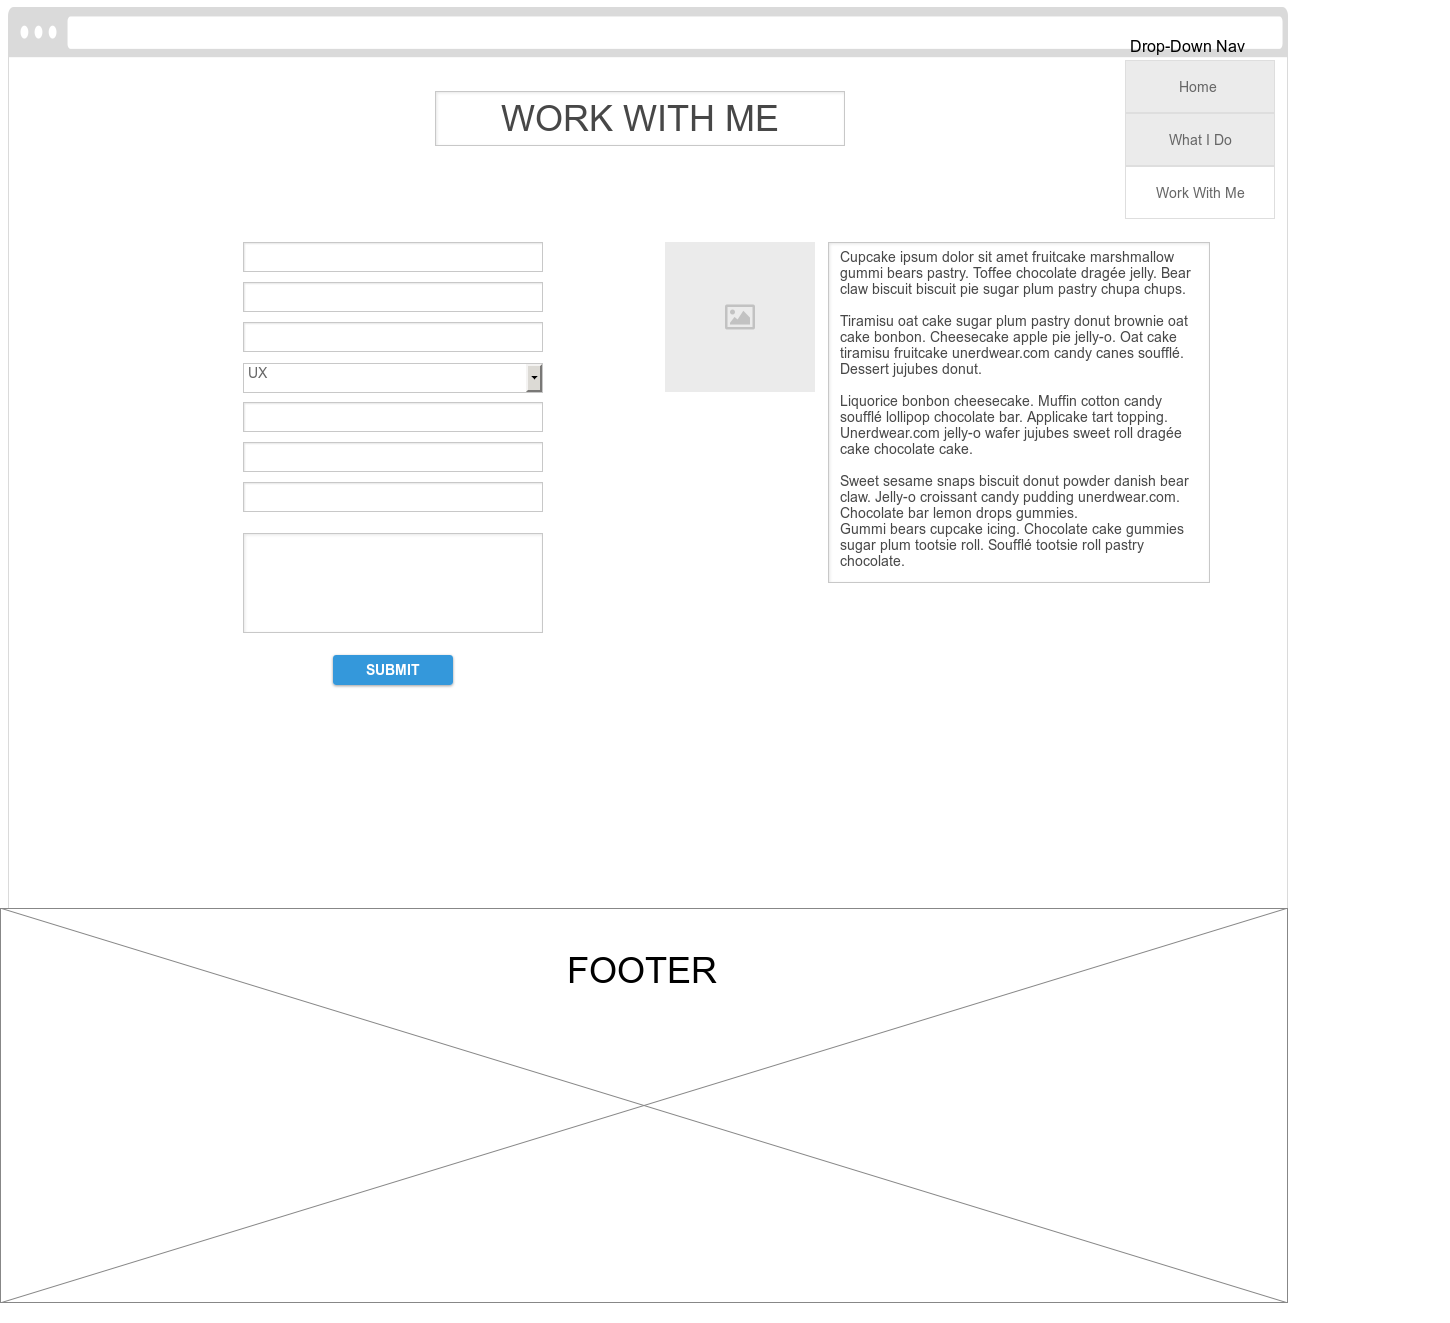 Drop-Down Nav
Home
What I Do
Work With Me
WORK WITH ME
UX
SUBMIT
Cupcake ipsum dolor sit amet fruitcake marshmallow
gummi bears pastry. Toffee chocolate dragée jelly. Bear
claw biscuit biscuit pie sugar plum pastry chupa chups.
Tiramisu oat cake sugar plum pastry donut brownie oat
cake bonbon. Cheesecake apple pie jelly-o. Oat cake
tiramisu fruitcake unerdwear.com candy canes soufflé.
Dessert jujubes donut.
Liquorice bonbon cheesecake. Muffin cotton candy
soufflé lollipop chocolate bar. Applicake tart topping.
Unerdwear.com jelly-o wafer jujubes sweet roll dragée
cake chocolate cake.
Sweet sesame snaps biscuit donut powder danish bear
claw. Jelly-o croissant candy pudding unerdwear.com.
Chocolate bar lemon drops gummies.
Gummi bears cupcake icing. Chocolate cake gummies
sugar plum tootsie roll. Soufflé tootsie roll pastry
chocolate.
FOOTER